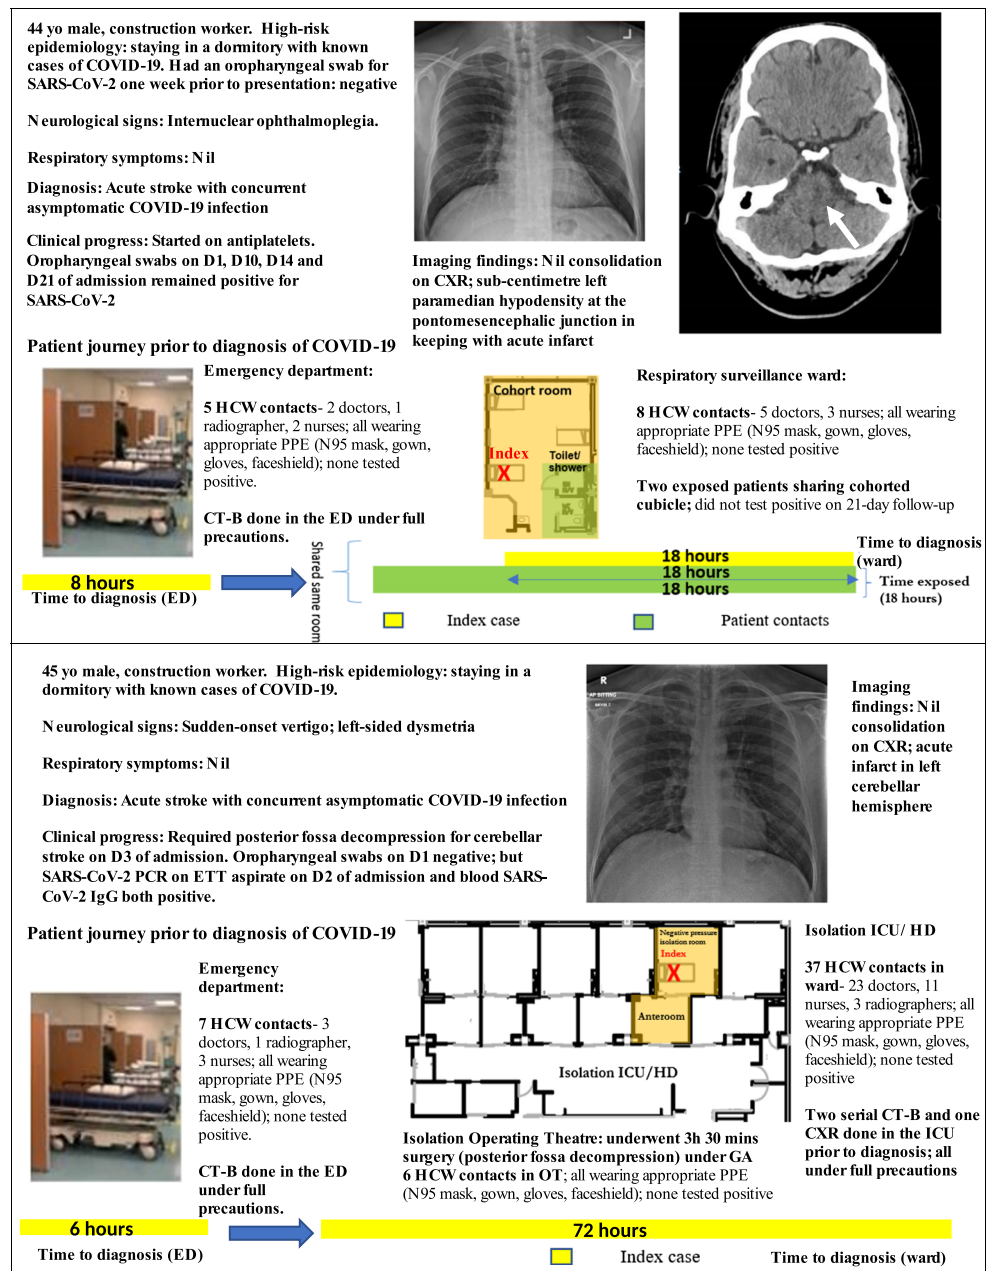 44 yo male, construction worker. High-risk
epidemiology: staying in a dormitory with known
cases of COVID-19. Had an oropharyngeal swab for
SARS-CoV-2 one week prior to presentation: negative
Neurological signs: Internuclear ophthalmoplegia.
Respiratory symptoms: Nil
Diagnosis: Acute stroke with concurrent
asymptomatic COVID-19 infection
Clinical progress: Started on antiplatelets.
Oropharyngeal swabs on D1, D10, D14 and
D21 of admission remained positive for
SARS-CoV-2
L
Imaging findings: Nil consolidation
on CXR; sub-centimetre left
paramedian hypodensity at the
pontomesencephalic junction in
keeping with acute infarct
Patient journey prior to diagnosis of COVID-19
Emergency department:
5 HCW contacts- 2 doctors, 1
radiographer, 2 nurses; all wearing
appropriate PPE (N95 mask, gown,
gloves, faceshield); none tested
positive.
CT-B done in the ED under full
precautions.
Cohort room
Index
X
Toilet/
shower
Respiratory surveillance ward:
8 HCW contacts- 5 doctors, 3 nurses; all wearing
appropriate PPE (N95 mask, gown, gloves,
faceshield); none tested positive
Two exposed patients sharing cohorted
cubicle; did not test positive on 21-day follow-up
8 hours
Time to diagnosis (ED)
Shared same room
18 hours
18 hours
18 hours
Time to diagnosis
(ward)
Time exposed
(18 hours)
Index case
Patient contacts
45 yo male, construction worker. High-risk epidemiology: staying in a
dormitory with known cases of COVID-19.
Neurological signs: Sudden-onset vertigo; left-sided dysmetria
Respiratory symptoms: Nil
Diagnosis: Acute stroke with concurrent asymptomatic COVID-19 infection
Clinical progress: Required posterior fossa decompression for cerebellar
stroke on D3 of admission. Oropharyngeal swabs on D1 negative; but
SARS-CoV-2 PCR on ETT aspirate on D2 of admission and blood SARS-
CoV-2 IgG both positive.
R
AP SITTING
Imaging
findings: Nil
consolidation
on CXR; acute
infarct in left
cerebellar
hemisphere
Patient journey prior to diagnosis of COVID-19
Emergency
department:
7 HCW contacts- 3
doctors, 1 radiographer,
3 nurses; all wearing
appropriate PPE (N95
mask, gown, gloves,
faceshield); none tested
positive.
CT-B done in the ED
under full
precautions.
Negative pressure
isolation room
Index
X
Anteroom
Isolation ICU/HD
Isolation Operating Theatre: underwent 3h 30 mins
surgery (posterior fossa decompression) under GA
6 HCW contacts in OT; all wearing appropriate PPE
(N95 mask, gown, gloves, faceshield); none tested positive
Isolation ICU/ HD
37 HCW contacts in
ward- 23 doctors, 11
nurses, 3 radiographers; all
wearing appropriate PPE
(N95 mask, gown, gloves,
faceshield); none tested
positive
Two serial CT-B and one
CXR done in the ICU
prior to diagnosis; all
under full precautions
6 hours
Time to diagnosis (ED)
72 hours
Index case
Time to diagnosis (ward)